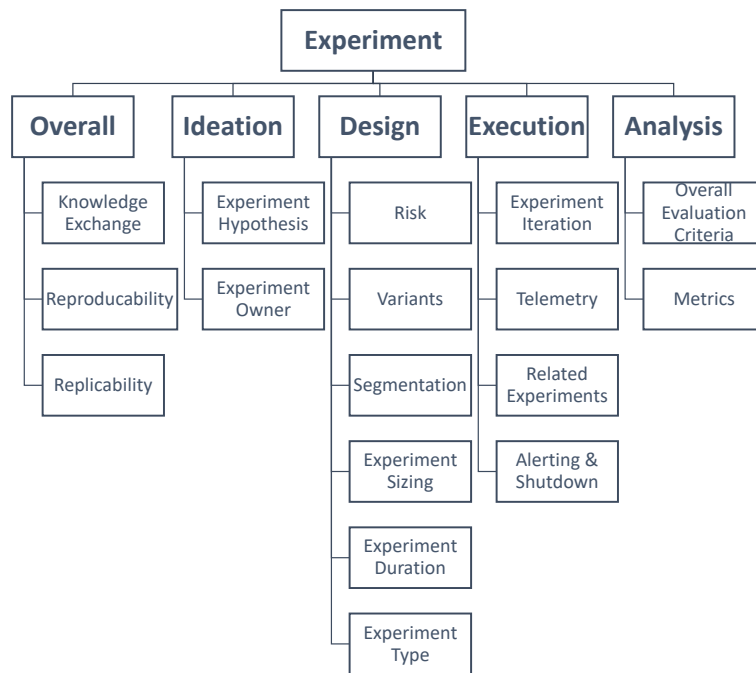 Experiment
Overall
Ideation
Design
Execution
Analysis
Knowledge
Exchange
Reproducability
Replicability
Experiment
Hypothesis
Experiment
Owner
Risk
Variants
Segmentation
Experiment
Sizing
Experiment
Duration
Experiment
Type
Experiment
Iteration
Telemetry
Related
Experiments
Alerting &
Shutdown
Overall
Evaluation
Criteria
Metrics